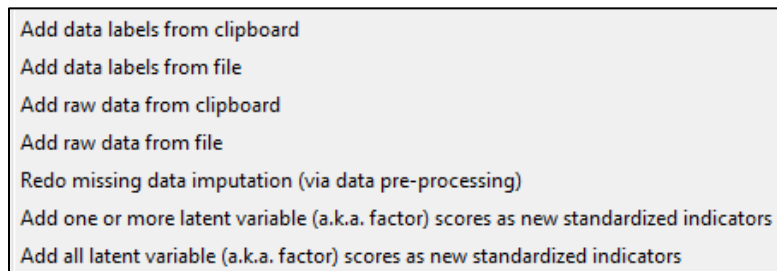 Add data labels from clipboard
Add data labels from file
Add raw data from clipboard
Add raw data from file
Redo missing data imputation (via data pre-processing)
Add one or more latent variable (a.k.a. factor) scores as new standardized indicators
Add all latent variable (a.k.a. factor) scores as new standardized indicators